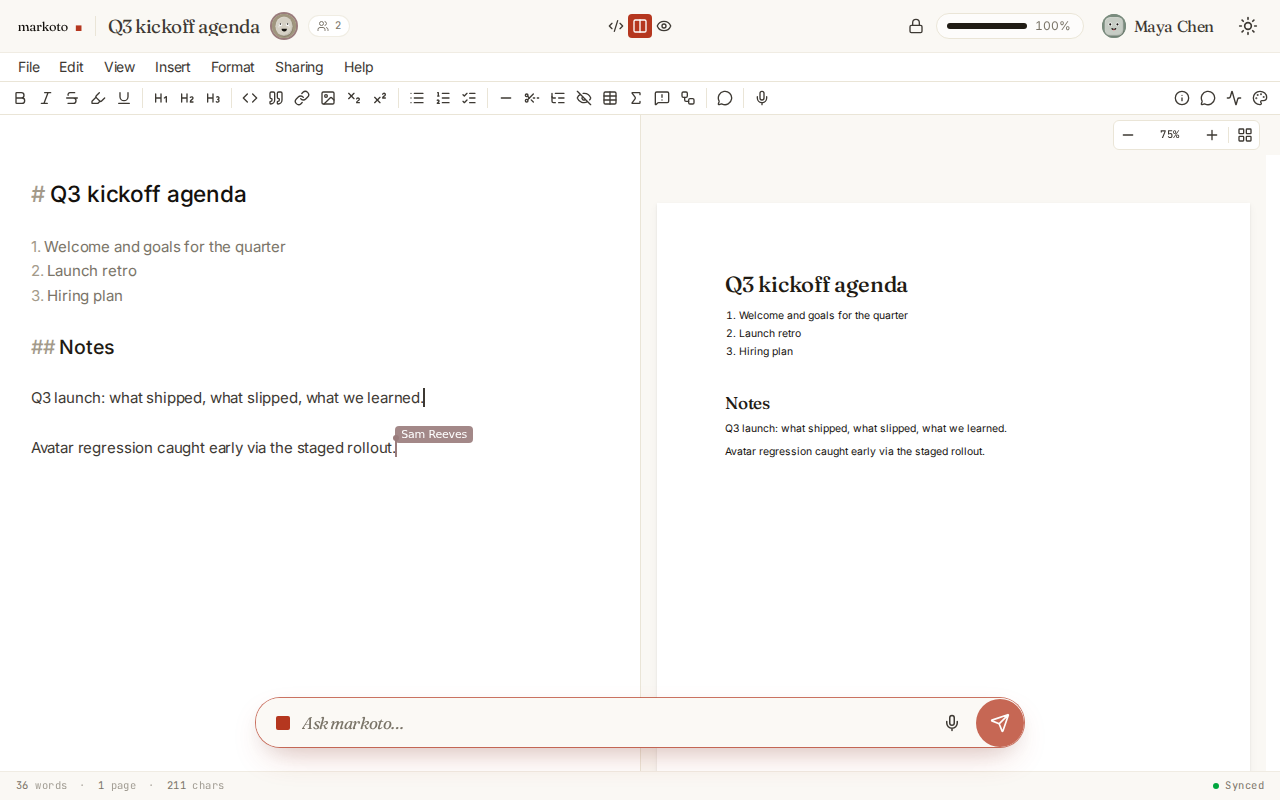 markoto Q3 kickoff agenda 2 100% Maya Chen
File Edit View Insert Format Sharing Help
H1 H2 H3
75%
# Q3 kickoff agenda
1. Welcome and goals for the quarter
2. Launch retro
3. Hiring plan
## Notes
Q3 launch: what shipped, what slipped, what we learned.
Sam Reeves
Avatar regression caught early via the staged rollout.
Q3 kickoff agenda
1. Welcome and goals for the quarter
2. Launch retro
3. Hiring plan
Notes
Q3 launch: what shipped, what slipped, what we learned.
Avatar regression caught early via the staged rollout.
Ask markoto...
36 words · 1 page · 211 chars Synced